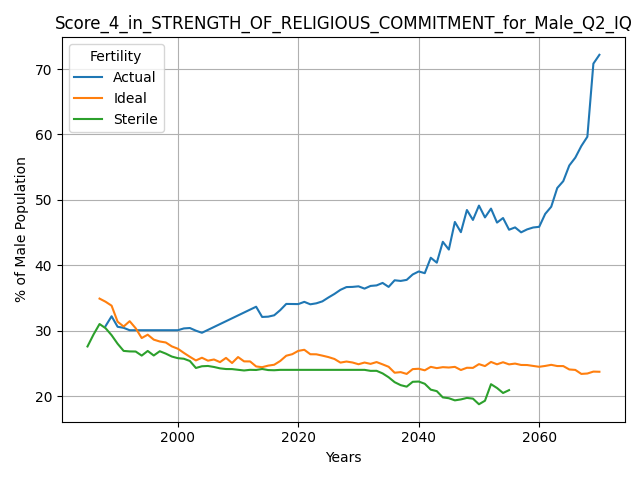 Score_4_in_STRENGTH_OF_RELIGIOUS_COMMITMENT_for_Male_Q2_IQ
Fertility
Actual
Ideal
Sterile
% of Male Population
70
60
50
40
30
20
2000
2020
2040
2060
Years